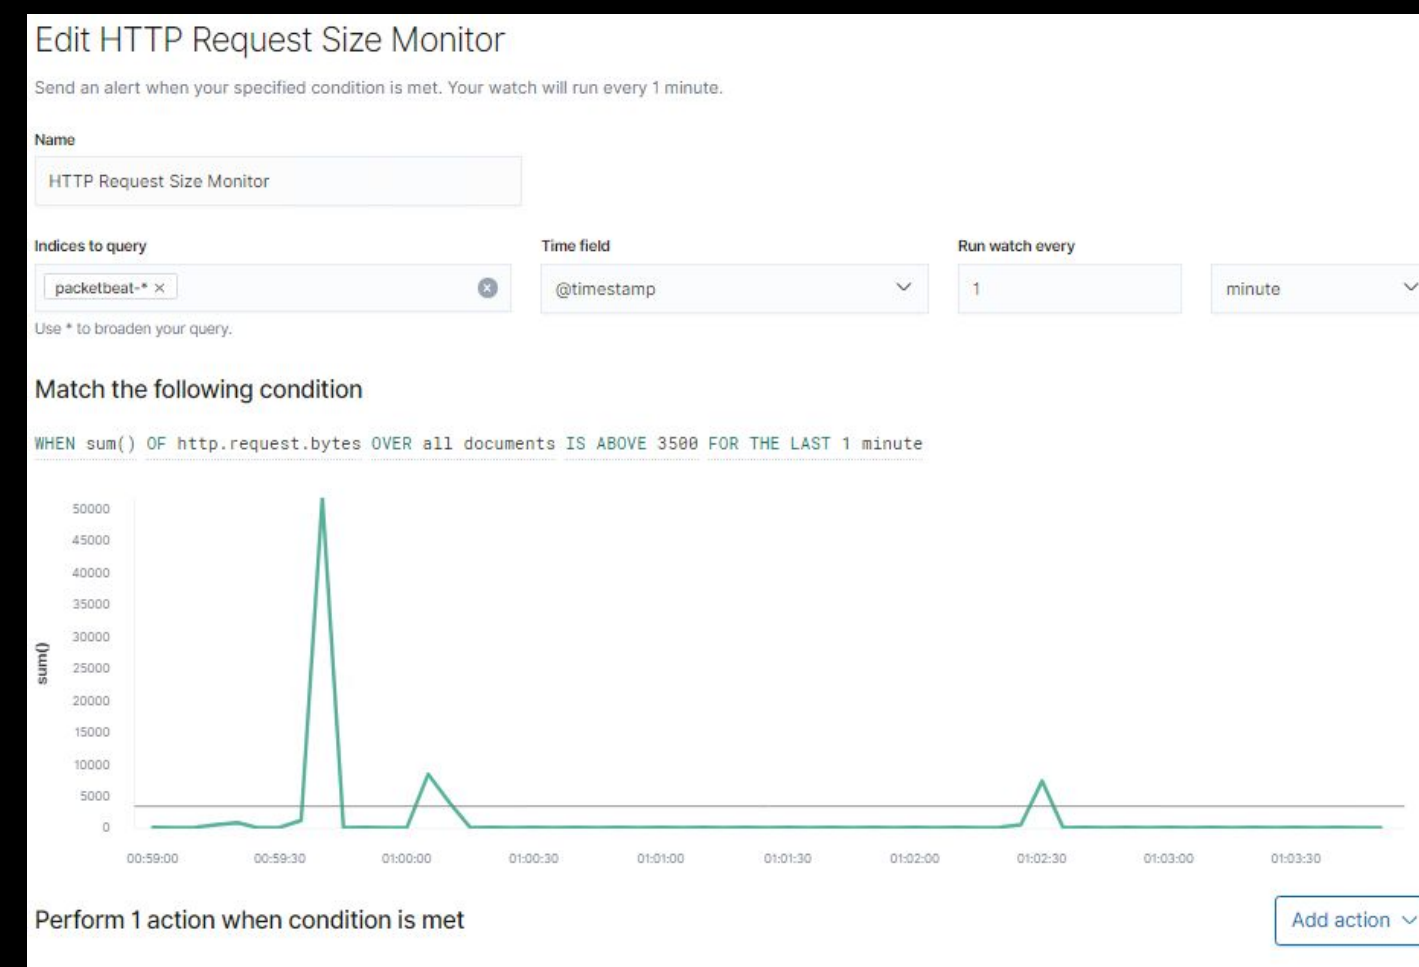 Edit HTTP Request Size Monitor
Send an alert when your specified condition is met. Your watch will run every 1 minute.
Name
HTTP Request Size Monitor
Indices to query
Time field
Run watch every
packetbeat-* ×
@timestamp
1
minute
Use * to broaden your query.
Match the following condition
WHEN sum() OF http.request.bytes OVER all documents IS ABOVE 3500 FOR THE LAST 1 minute
50000
45000
40000
35000
30000
25000
20000
15000
10000
5000
0
sum()
00:59:00 00:59:30 01:00:00 01:00:30 01:01:00 01:01:30 01:02:00 01:02:30 01:03:00 01:03:30
Perform 1 action when condition is met
Add action